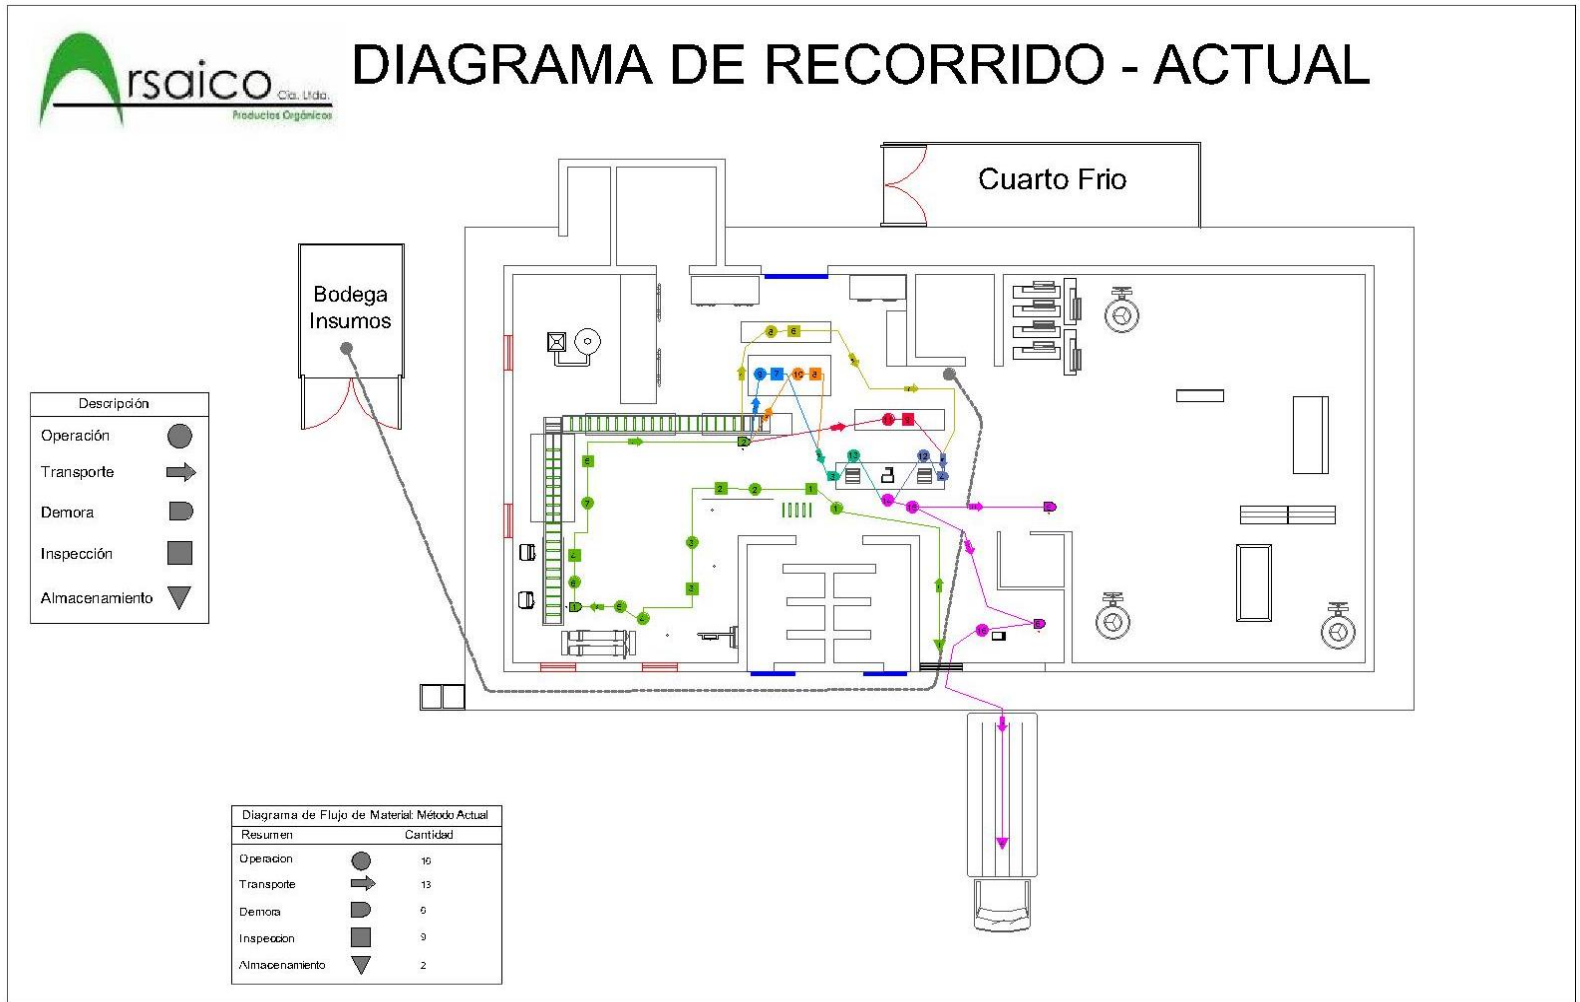 Arsaico Cía. Ltda.
Productos Orgánicos
DIAGRAMA DE RECORRIDO - ACTUAL
Cuarto Frio
Bodega
Insumos
Descripción
Operación
Transporte
Demora
Inspección
Almacenamiento
Diagrama de Flujo de Material: Método Actual
Resumen Cantidad
Operacion 16
Transporte 13
Demora 6
Inspeccion 9
Almacenamiento 2